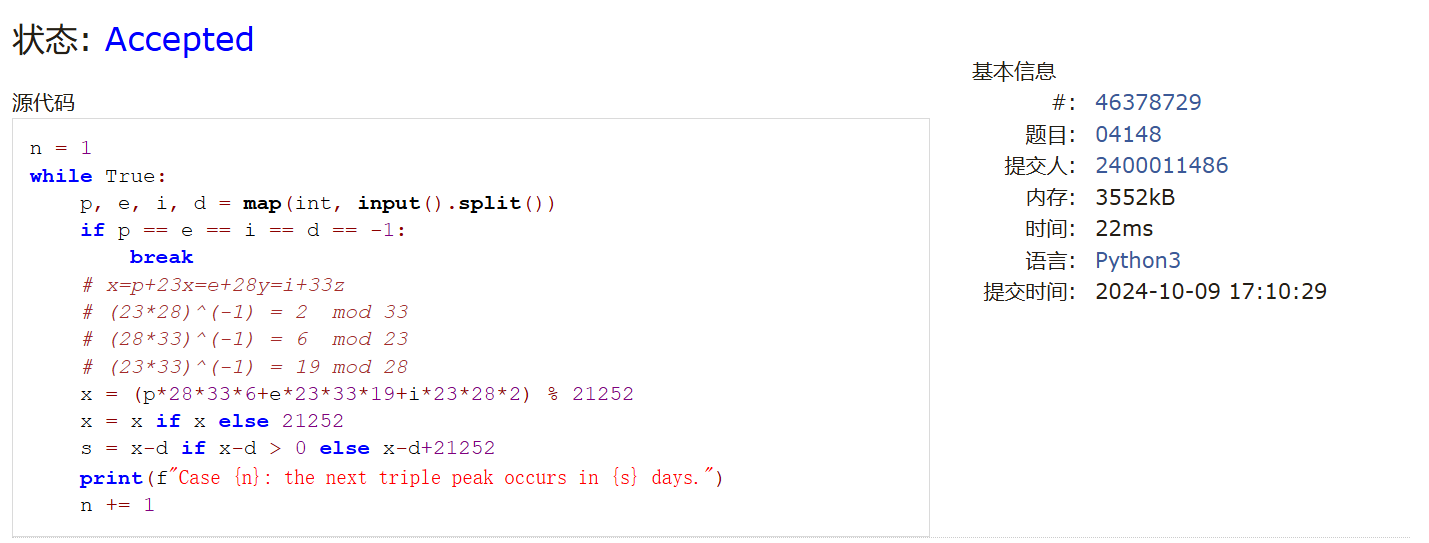 状态: Accepted
源代码
n = 1
while True:
    p, e, i, d = map(int, input().split())
    if p == e == i == d == -1:
        break
    # x=p+23x=e+28y=i+33z
    # (23*28)^(-1) = 2  mod 33
    # (28*33)^(-1) = 6  mod 23
    # (23*33)^(-1) = 19 mod 28
    x = (p*28*33*6+e*23*33*19+i*23*28*2) % 21252
    x = x if x else 21252
    s = x-d if x-d > 0 else x-d+21252
    print(f"Case {n}: the next triple peak occurs in {s} days.")
    n += 1
基本信息
#: 46378729
题目: 04148
提交人: 2400011486
内存: 3552kB
时间: 22ms
语言: Python3
提交时间: 2024-10-09 17:10:29